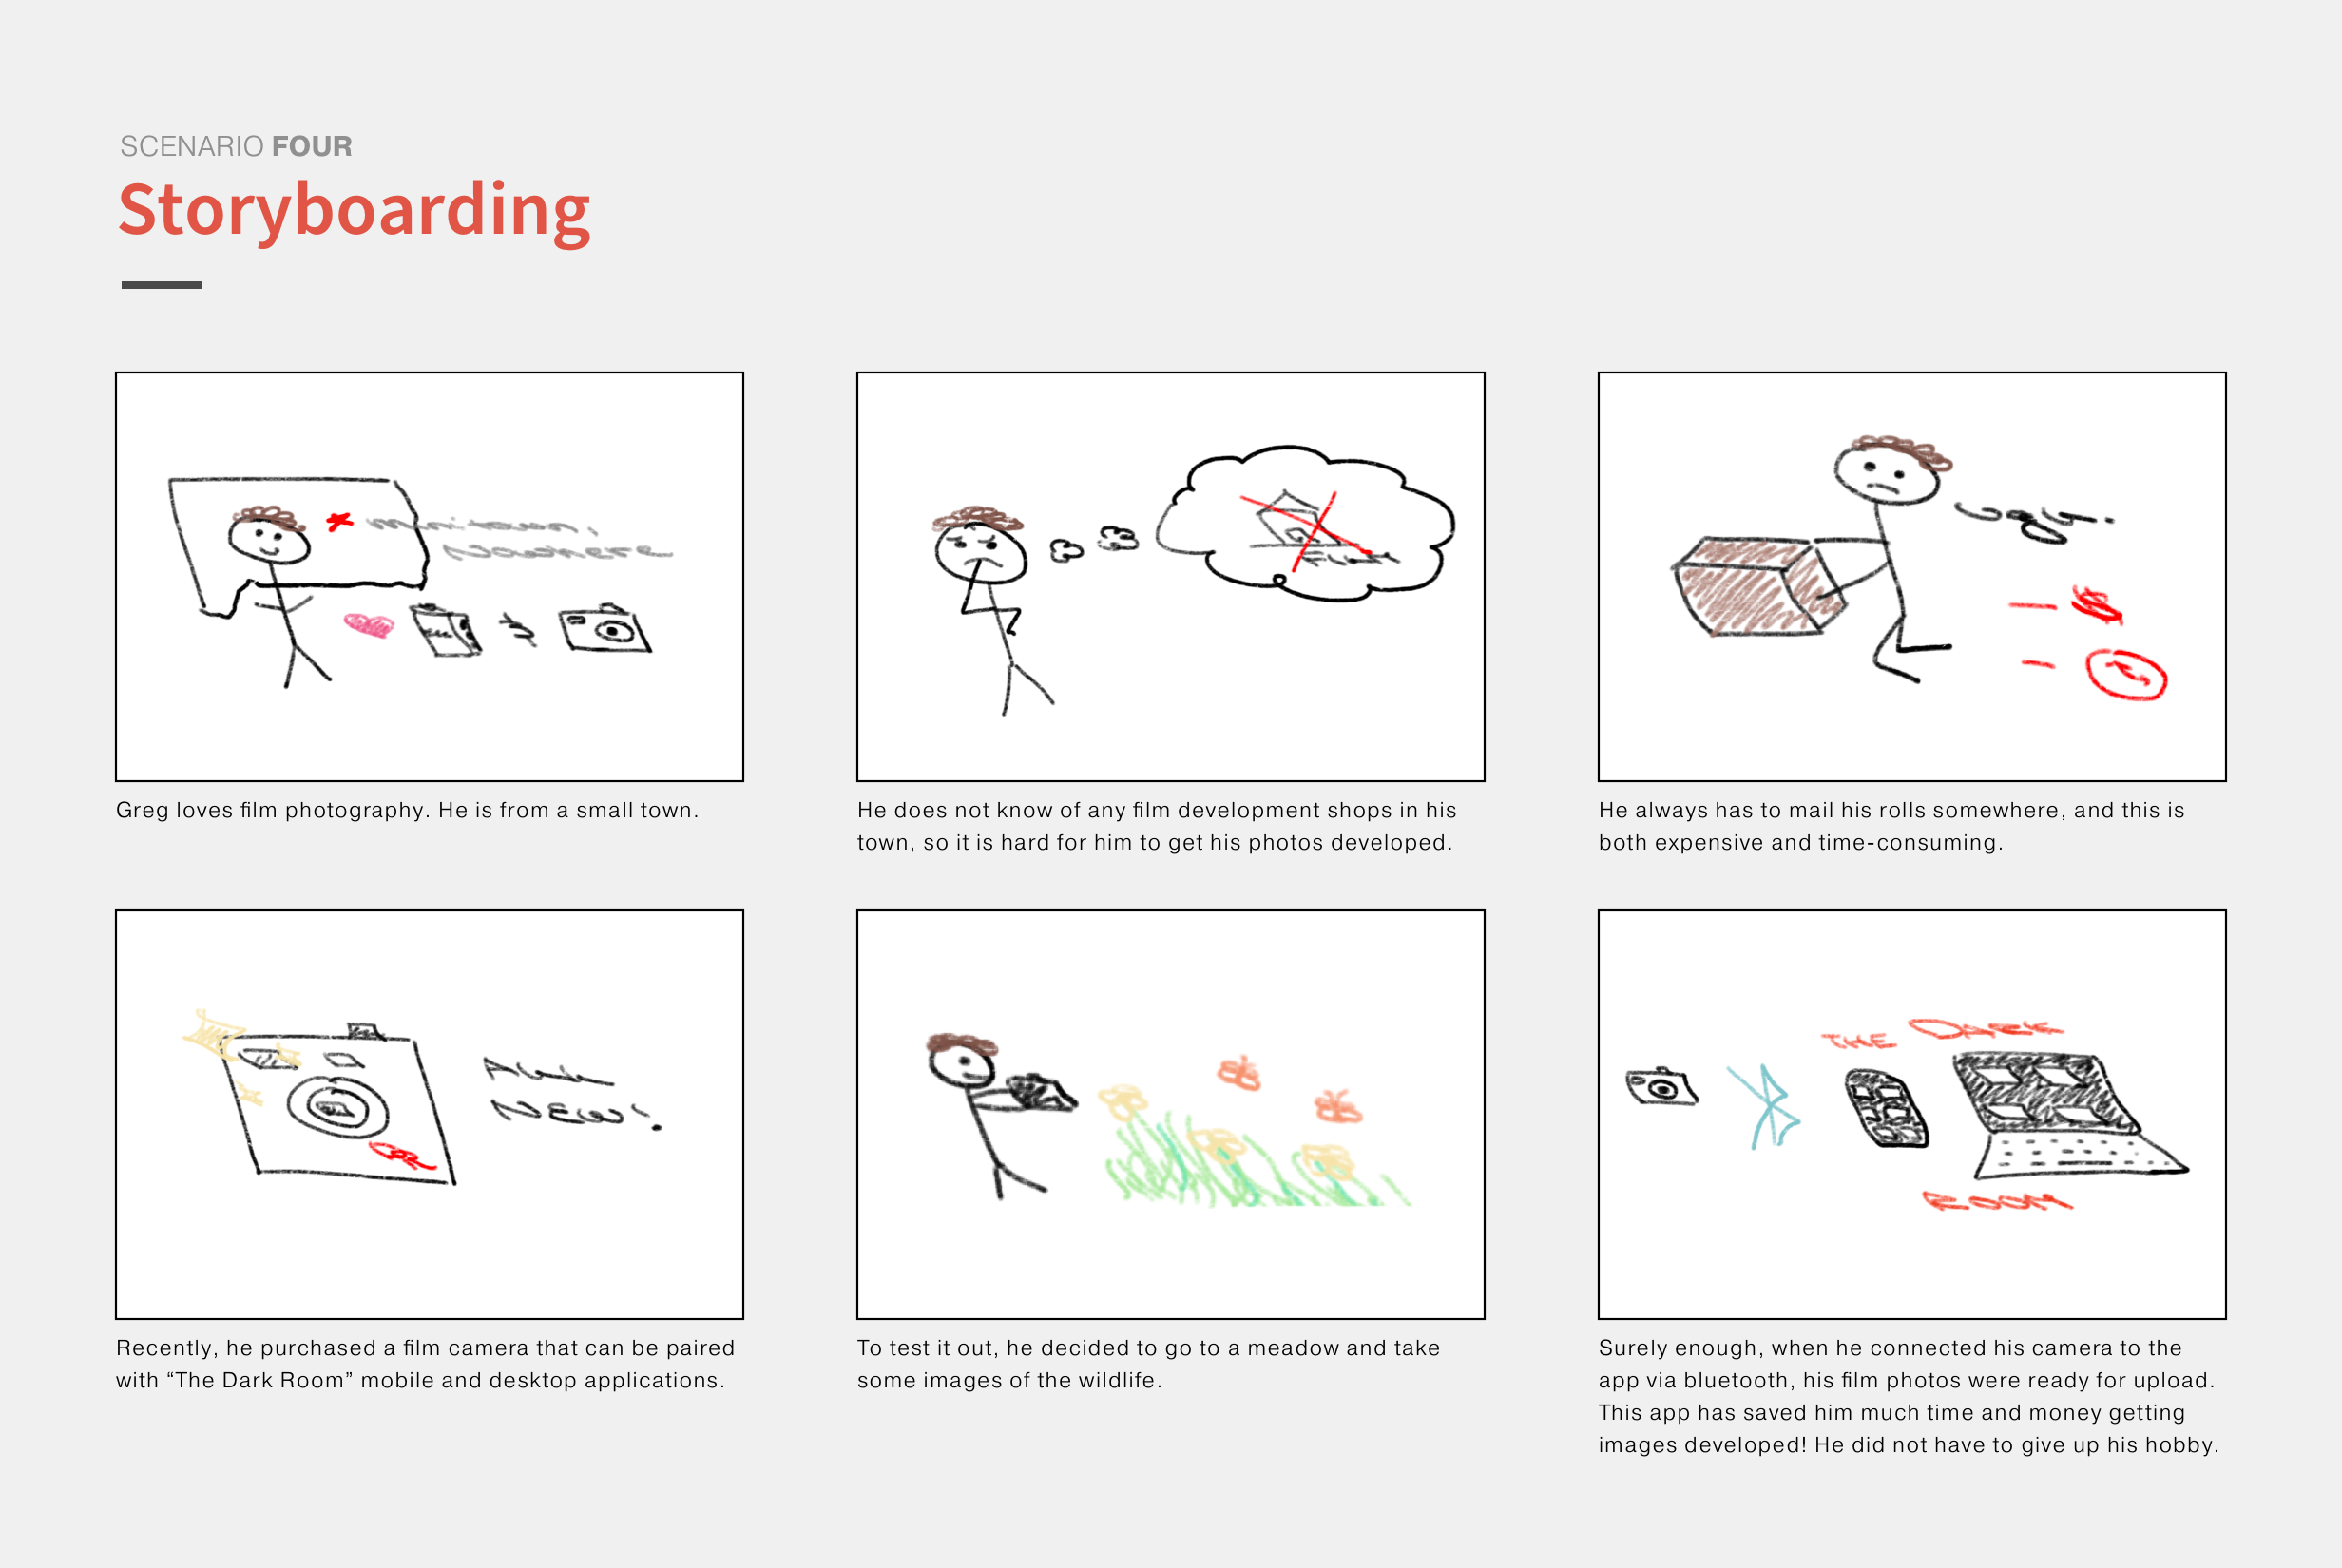 SCENARIO FOUR
Storyboarding
Minitown,
Nowhere
Greg loves film photography. He is from a small town.
He does not know of any film development shops in his
town, so it is hard for him to get his photos developed.
Ugh!
He always has to mail his rolls somewhere, and this is
both expensive and time-consuming.
ALL
NEW!
Recently, he purchased a film camera that can be paired
with “The Dark Room” mobile and desktop applications.
To test it out, he decided to go to a meadow and take
some images of the wildlife.
THE DARK
ROOM
Surely enough, when he connected his camera to the
app via bluetooth, his film photos were ready for upload.
This app has saved him much time and money getting
images developed! He did not have to give up his hobby.